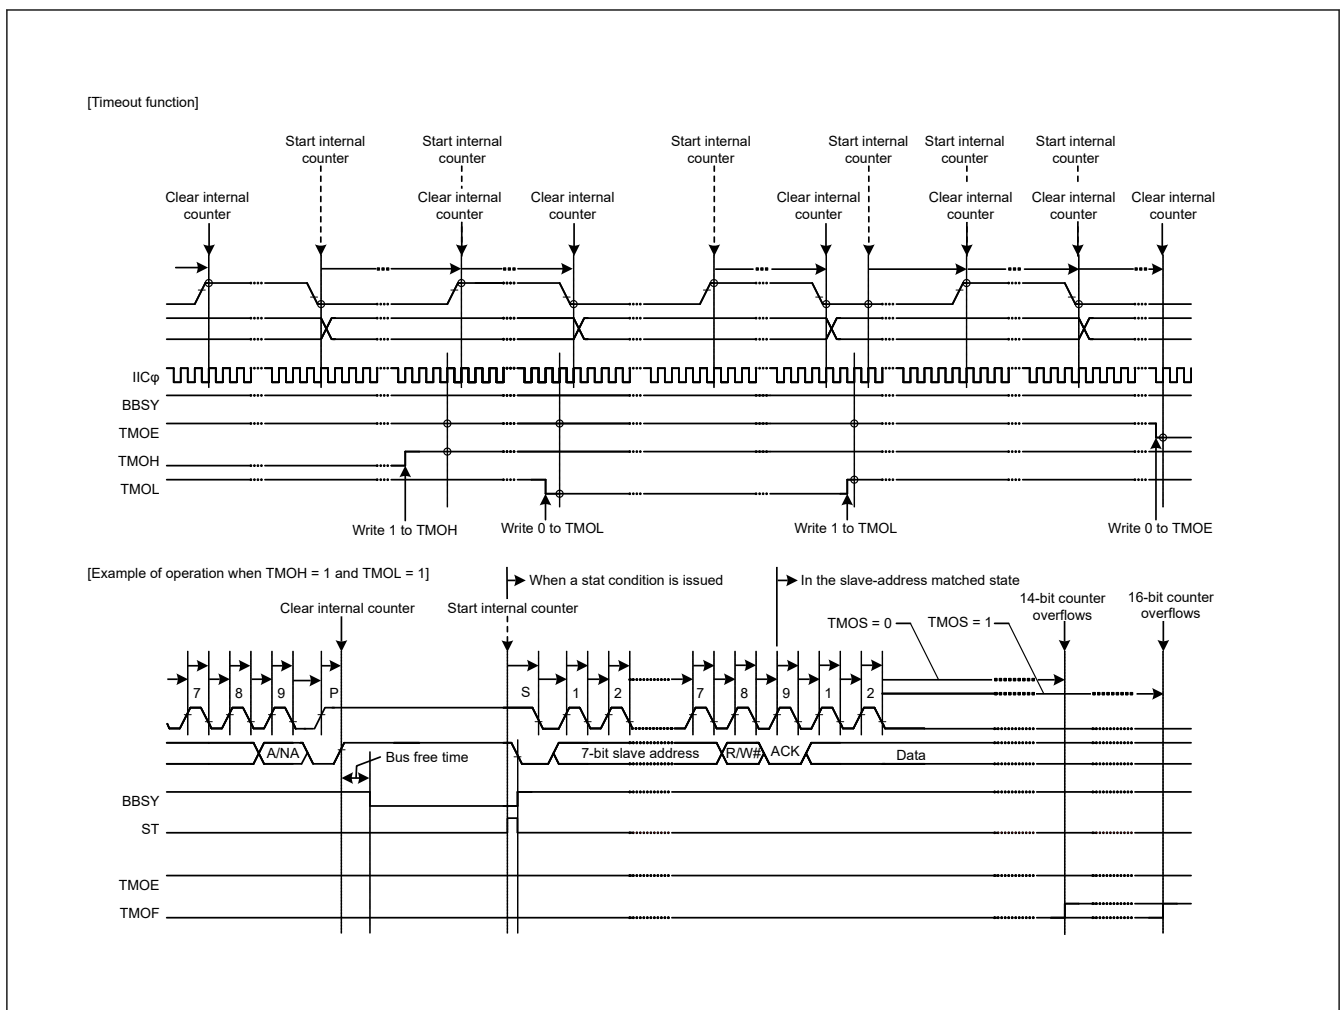 [Timeout function]
Start internal counter
Start internal counter
Start internal counter
Start internal counter
Start internal counter
Start internal counter
Clear internal counter
Clear internal counter
Clear internal counter
Clear internal counter
Clear internal counter
Clear internal counter
Clear internal counter
IICφ
BBSY
TMOE
TMOH
TMOL
Write 1 to TMOH
Write 0 to TMOL
Write 1 to TMOL
Write 0 to TMOE
[Example of operation when TMOH = 1 and TMOL = 1]
When a stat condition is issued
In the slave-address matched state
Clear internal counter
Start internal counter
14-bit counter overflows
16-bit counter overflows
TMOS = 0
TMOS = 1
7 8 9 P S 1 2 7 8 9 1 2
A/NA
7-bit slave address
R/W#
ACK
Data
Bus free time
BBSY
ST
TMOE
TMOF